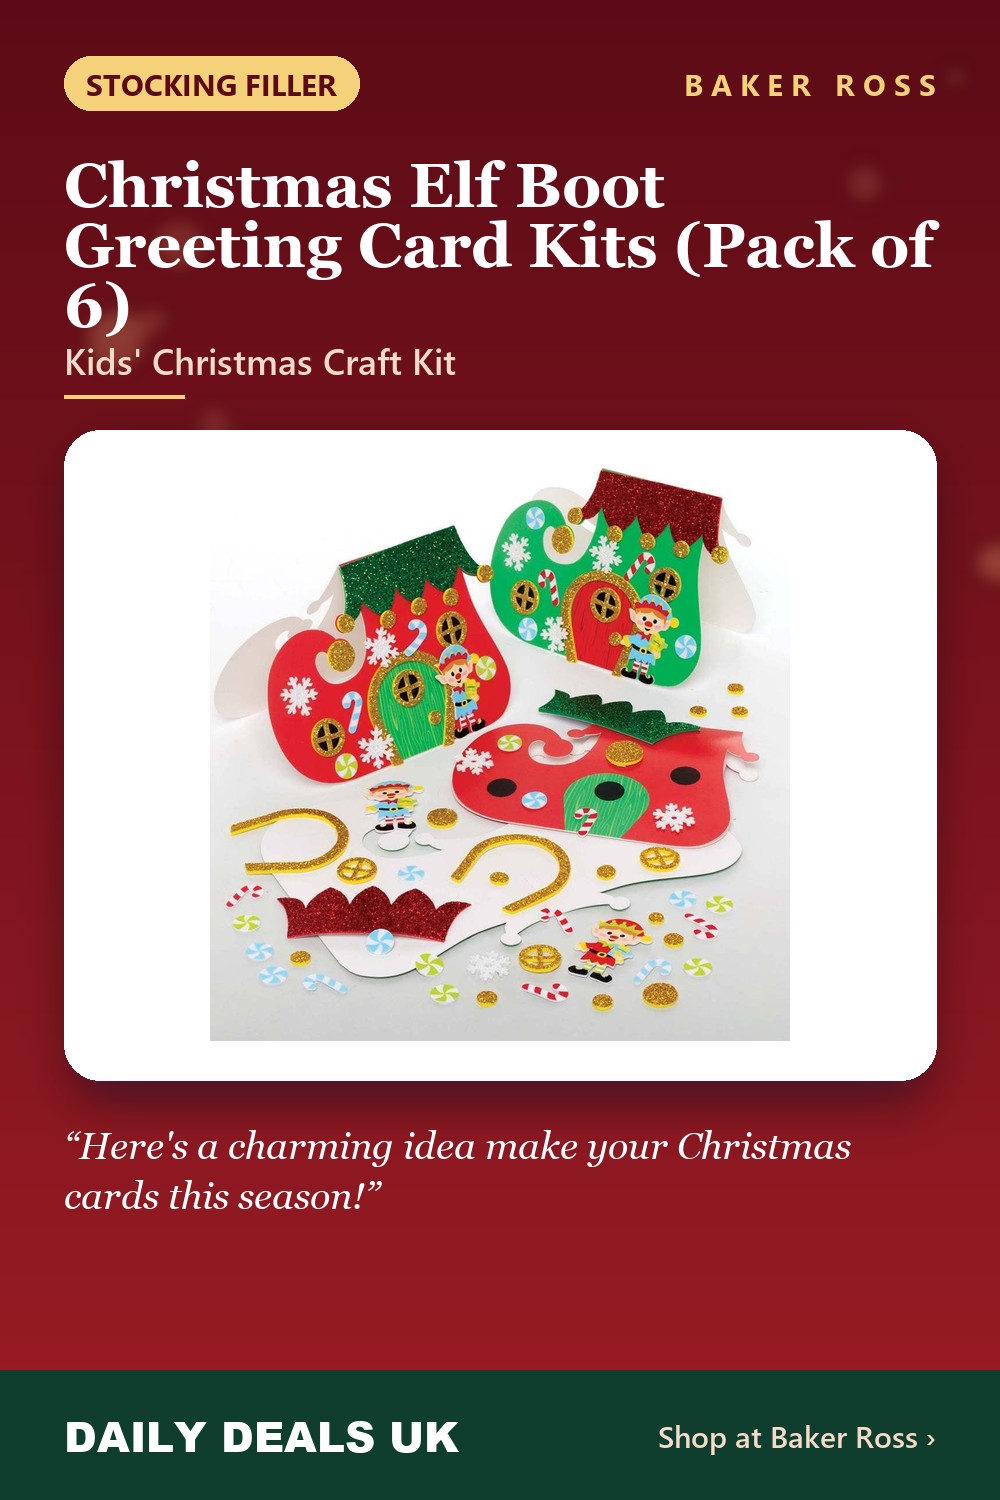 STOCKING FILLER
BAKER ROSS
Christmas Elf Boot
Greeting Card Kits (Pack of
6)
Kids' Christmas Craft Kit
“Here's a charming idea make your Christmas
cards this season!”
DAILY DEALS UK
Shop at Baker Ross ›